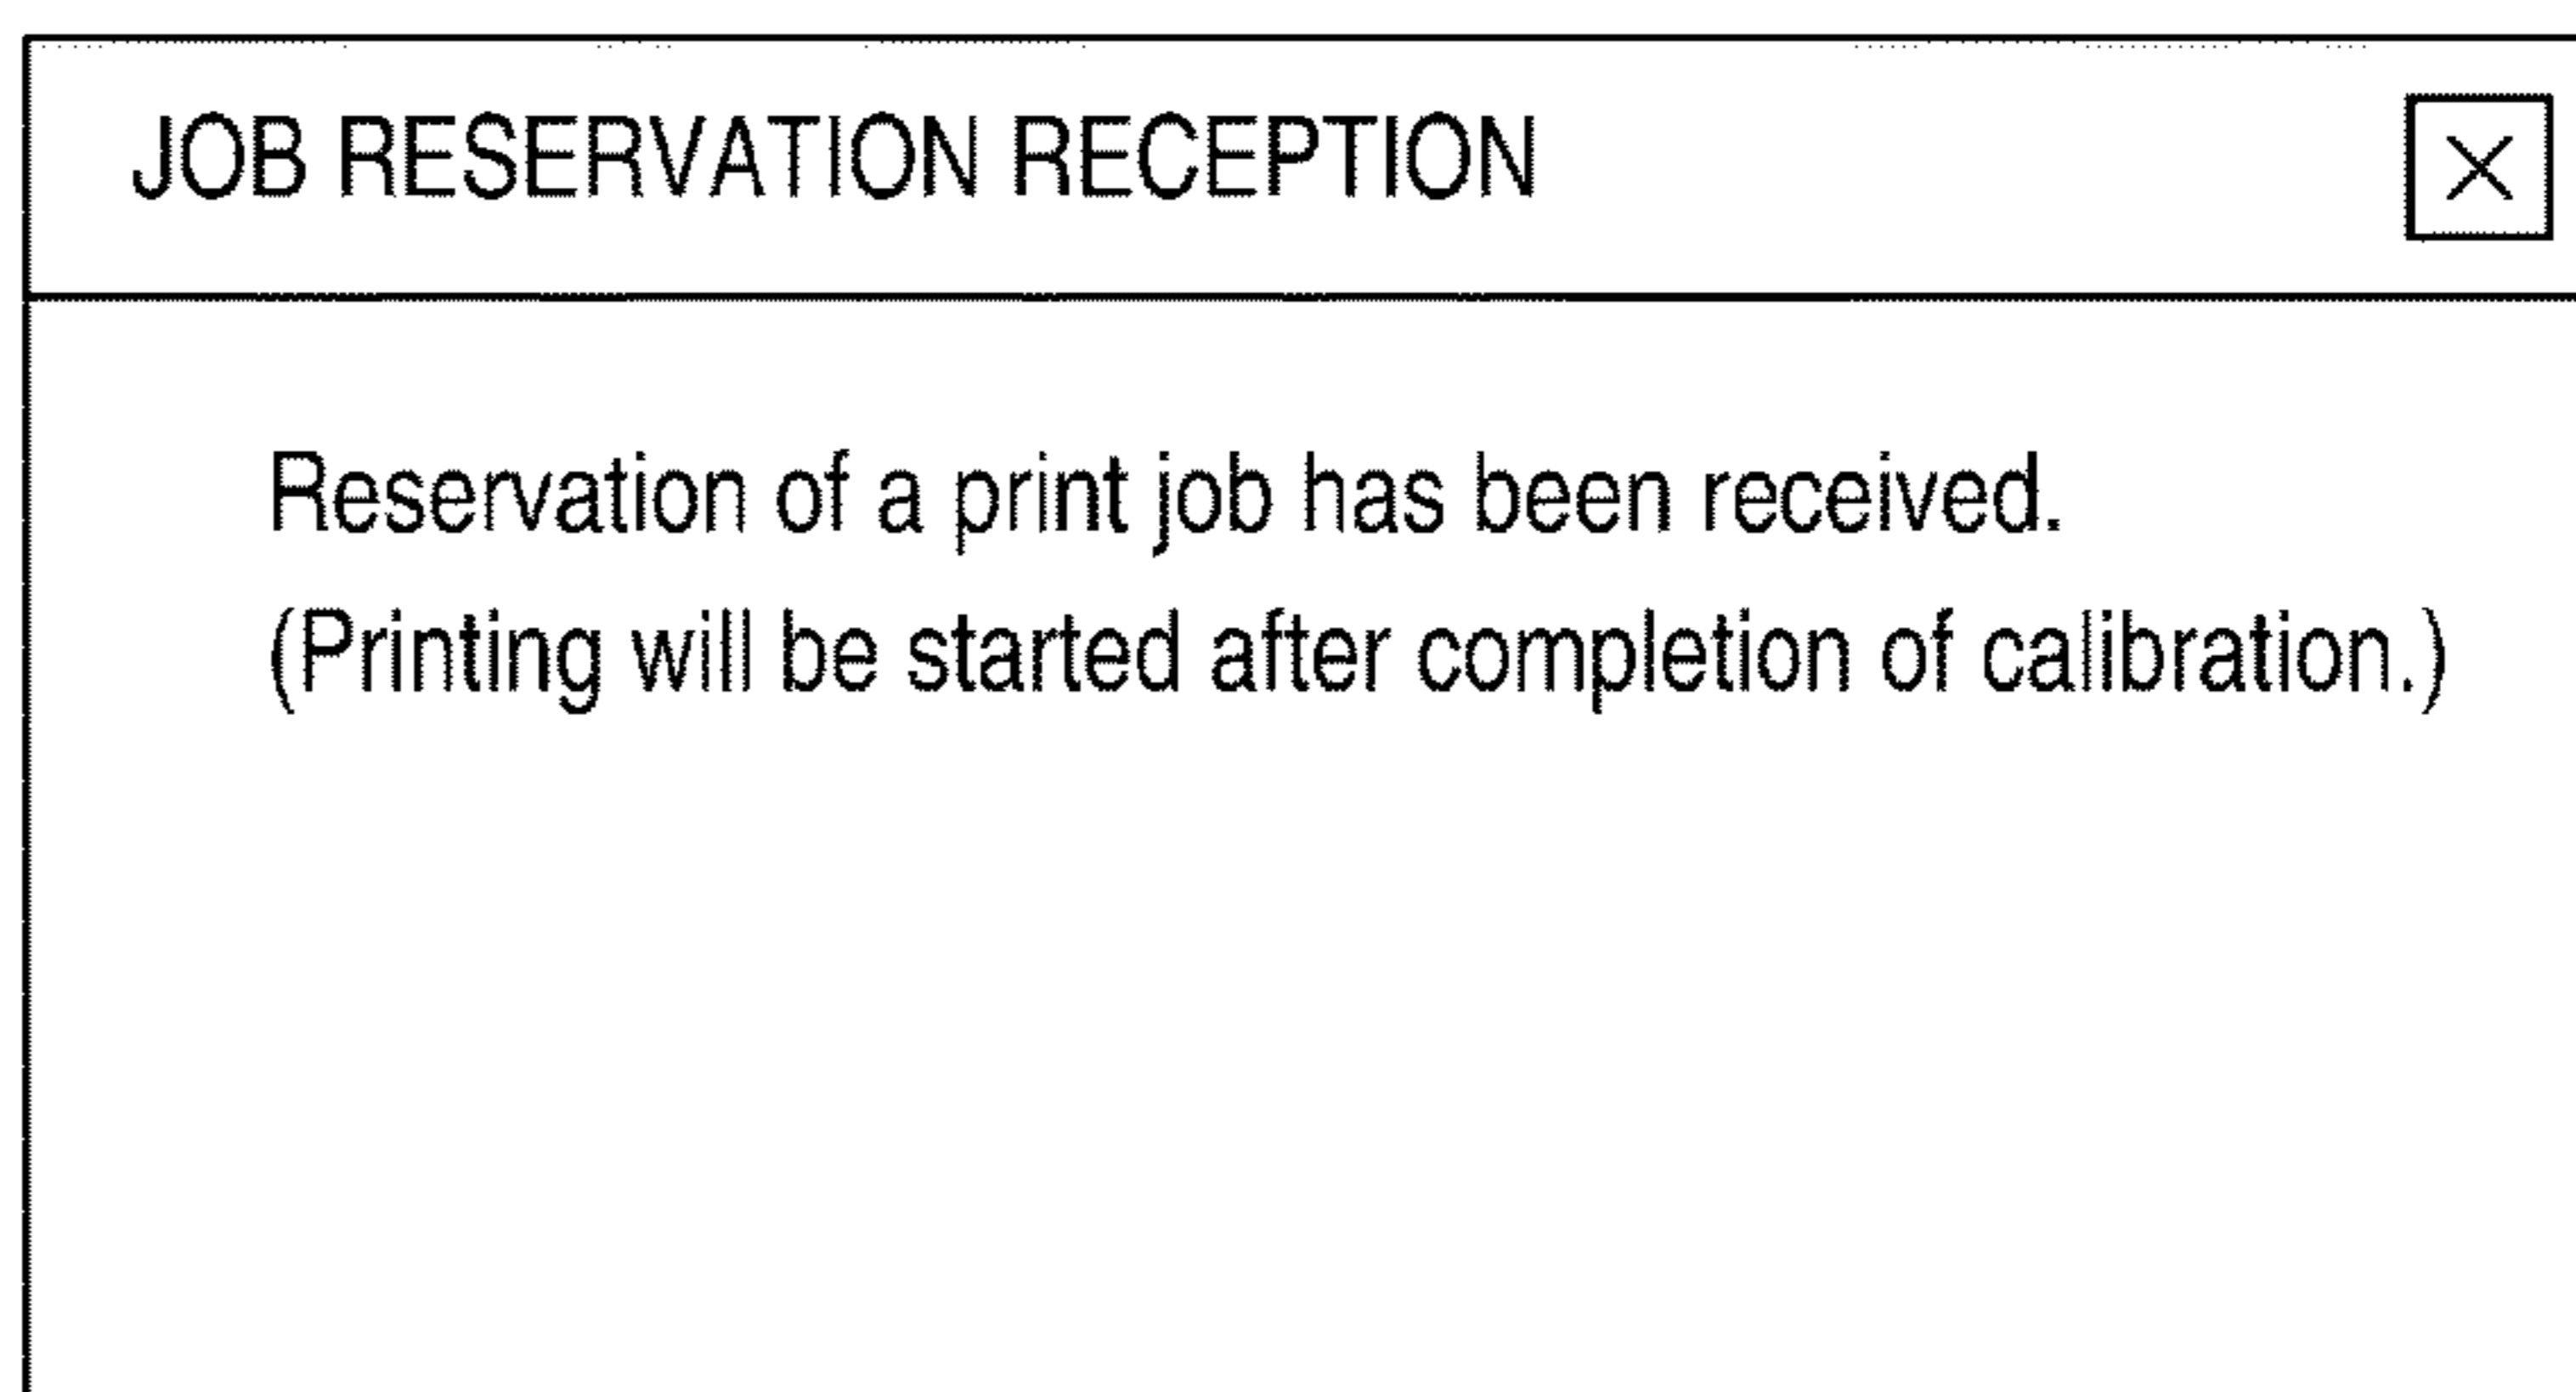 JOB RESERVATION RECEPTION
Reservation of a print job has been received.
(Printing will be started after completion of calibration.)